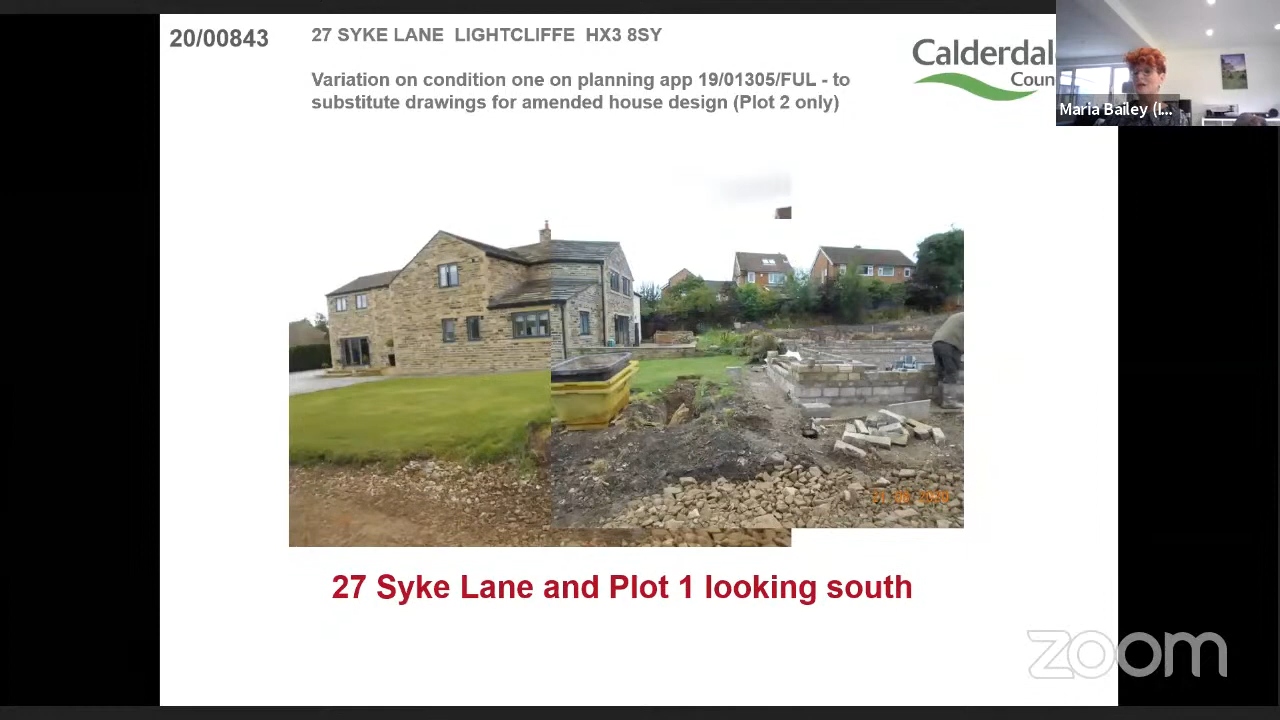 20/00843
27 SYKE LANE LIGHTCLIFFE HX3 8SY
Variation on condition one on planning app 19/01305/FUL - to
substitute drawings for amended house design (Plot 2 only)
Calderdal
Coun
Maria Bailey (I...
27 Syke Lane and Plot 1 looking south
zoom